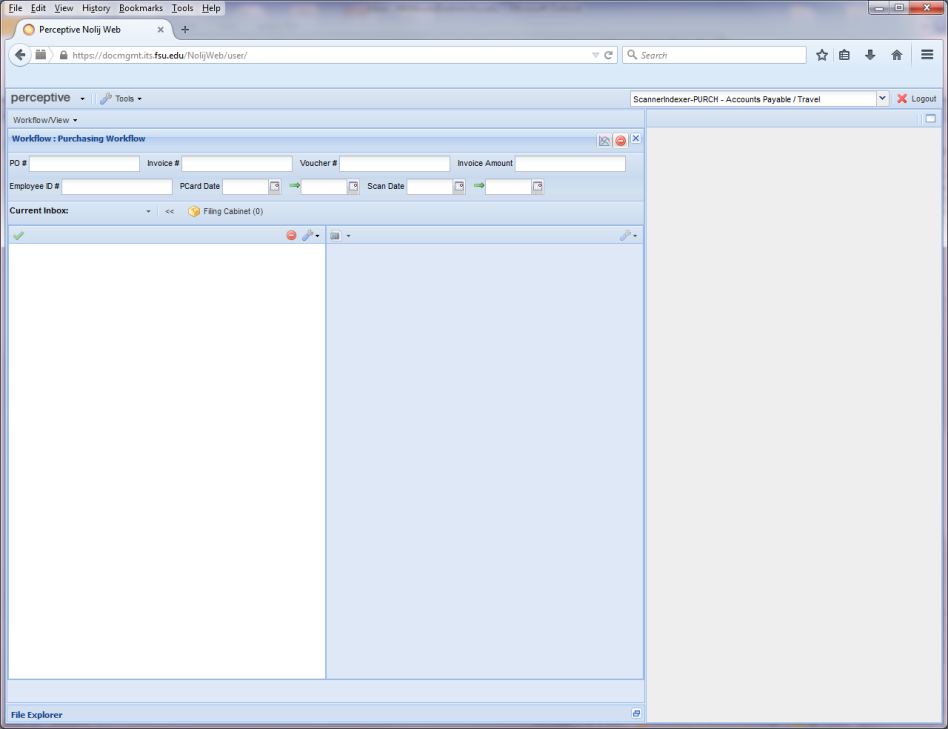 File Edit View History Bookmarks Tools Help
Perceptive Nolij Web
https://docmgmt.its.fsu.edu/NolijWeb/user/ Search
perceptive Tools ScannerIndexer-PURCH - Accounts Payable / Travel Logout
Workflow/View
Workflow : Purchasing Workflow
PO # Invoice # Voucher # Invoice Amount
Employee ID # PCard Date Scan Date
Current Inbox: << Filing Cabinet (0)
File Explorer